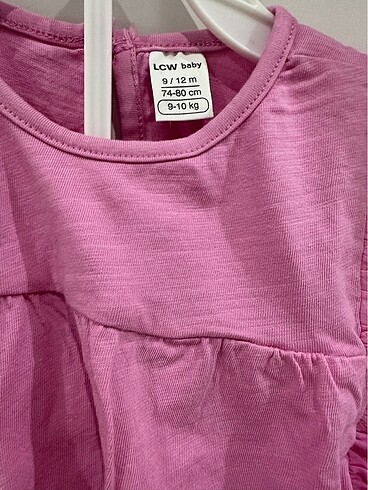 LCW baby
9 / 12 m
74-80 cm
9-10 kg